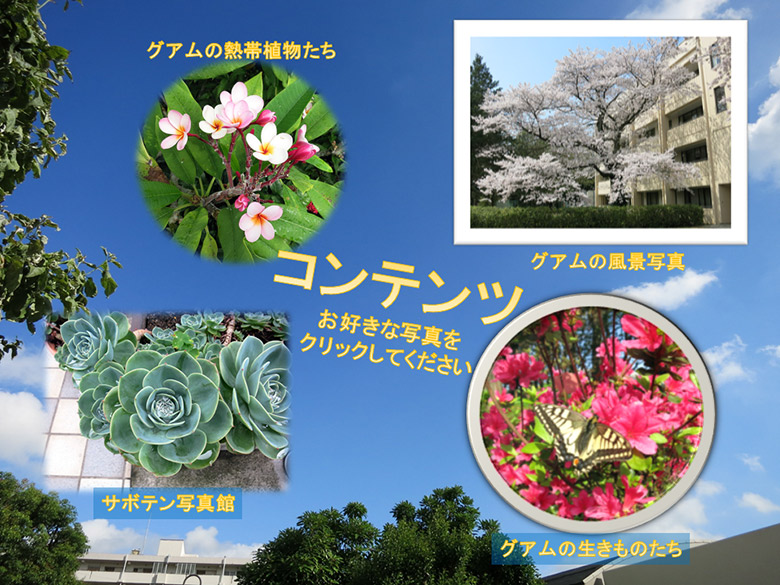 グアムの熱帯植物たち
グアムの風景写真
コンテンツ
お好きな写真を
クリックしてください
サボテン写真館
グアムの生きものたち